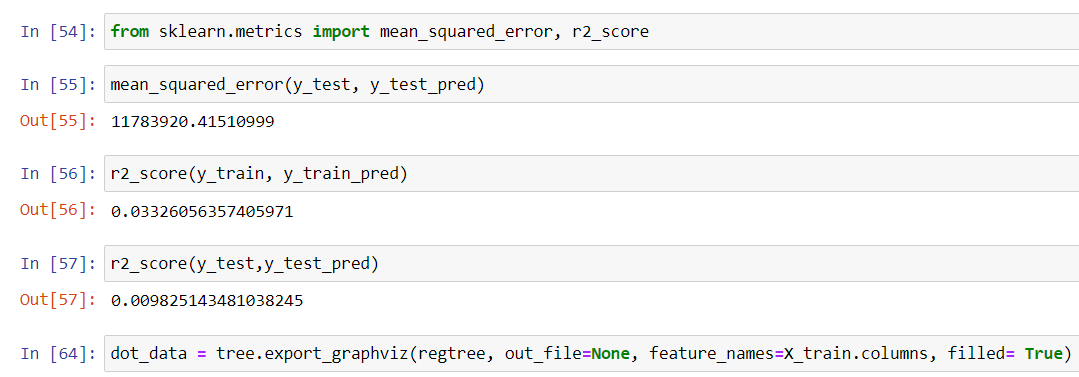 In [54]: from sklearn.metrics import mean_squared_error, r2_score
In [55]: mean_squared_error(y_test, y_test_pred)
Out[55]: 11783920.41510999
In [56]: r2_score(y_train, y_train_pred)
Out[56]: 0.03326056357405971
In [57]: r2_score(y_test,y_test_pred)
Out[57]: 0.009825143481038245
In [64]: dot_data = tree.export_graphviz(regtree, out_file=None, feature_names=X_train.columns, filled= True)